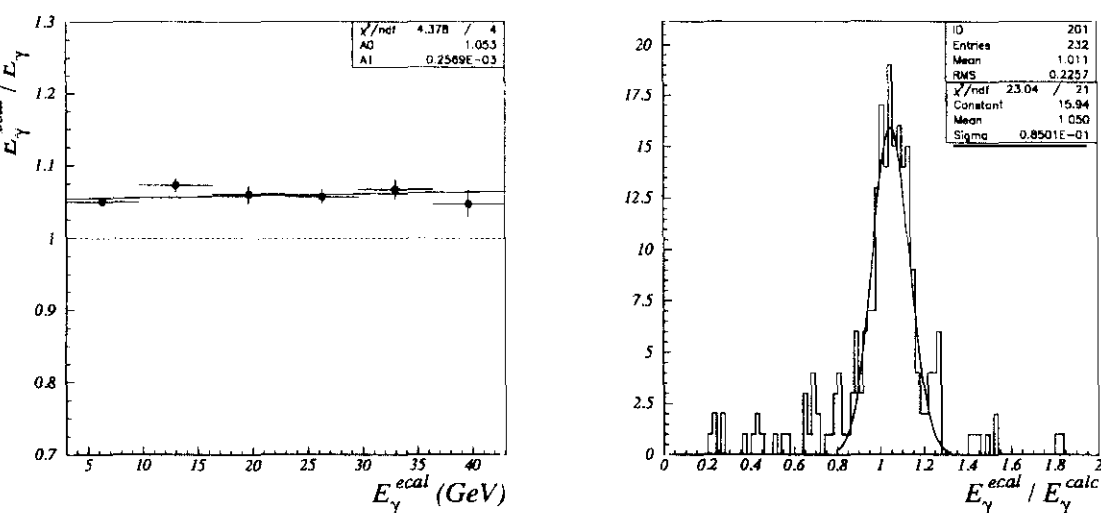 E_γ^ecal / E_γ
1.3
1.2
1.1
1
0.9
0.8
0.7
χ²/ndf 4.378 / 4
A0 1.053
A1 0.2569E-03
5 10 15 20 25 30 35 40
E_γ^ecal (GeV)
20
17.5
15
12.5
10
7.5
5
2.5
0
ID 201
Entries 232
Mean 1.011
RMS 0.2257
χ²/ndf 23.04 / 21
Constant 15.94
Mean 1.050
Sigma 0.8501E-01
0 0.2 0.4 0.6 0.8 1 1.2 1.4 1.6 1.8 2
E_γ^ecal / E_γ^calc